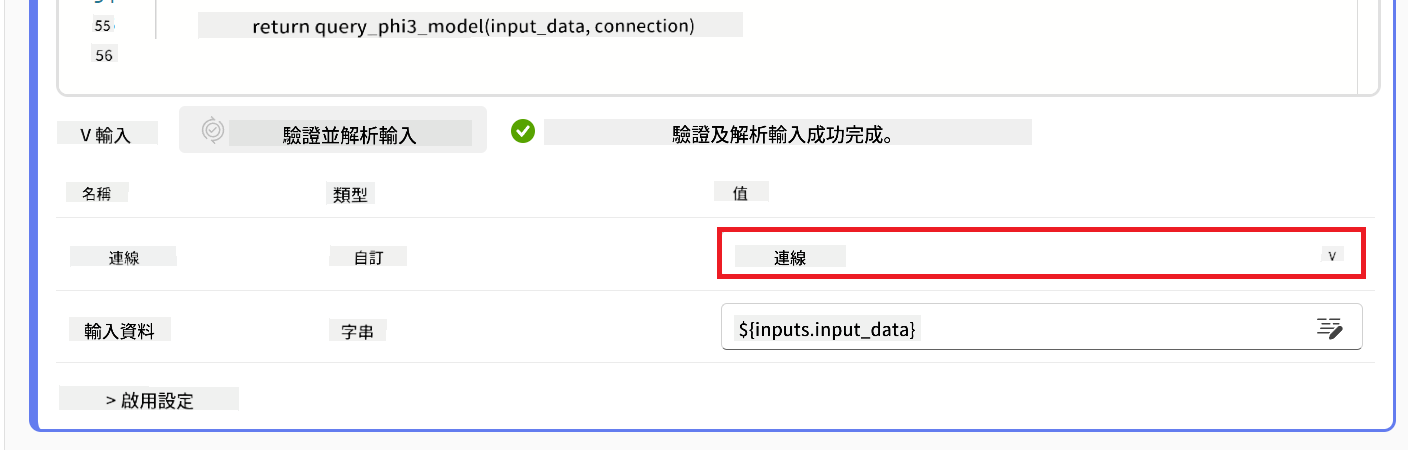 55 return query_phi3_model(input_data, connection)
56
V 輸入 驗證並解析輸入 驗證及解析輸入成功完成。
名稱 類型 值
連線 自訂 連線 V
輸入資料 字串 ${inputs.input_data}
> 啟用設定